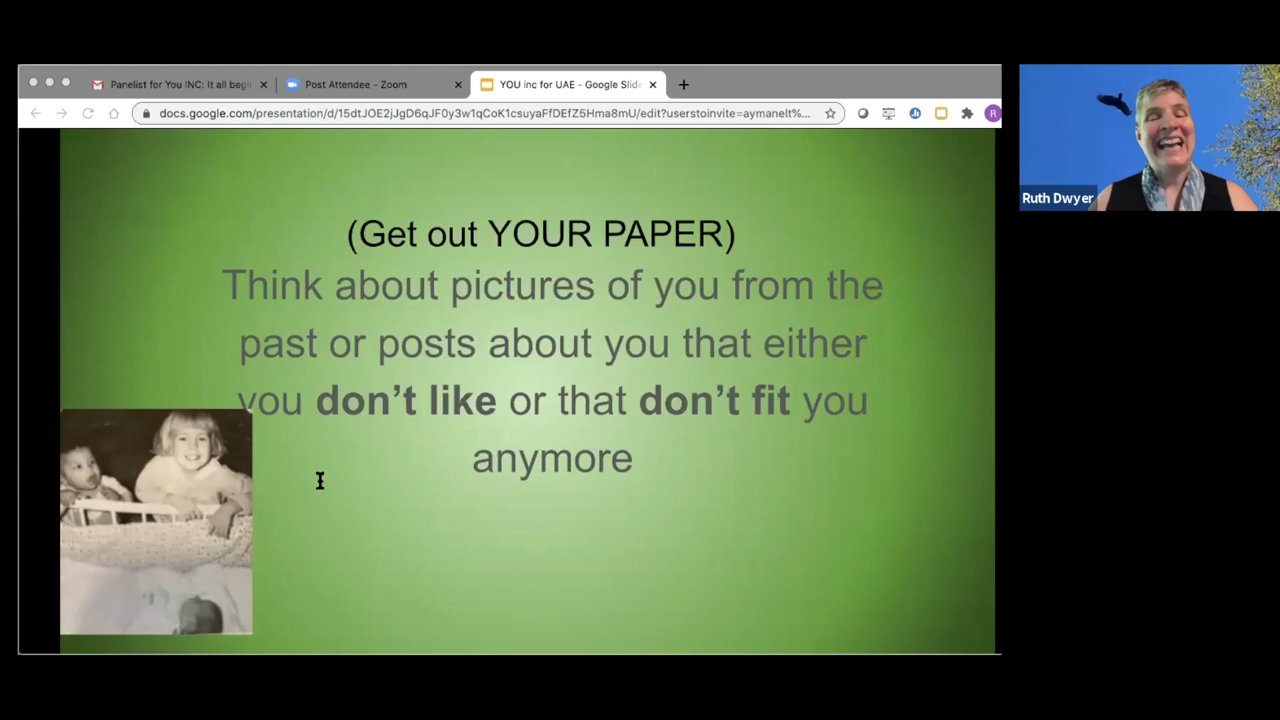 Panelist for You INC: It all begi
Post Attendee - Zoom
YOU inc for UAE - Google Slid
docs.google.com/presentation/d/15dtJOE2jJgD6qJF0y3w1qCoK1csuyaFfDEfZ5Hma8mU/edit?userstoinvite=aymanelt%...
R
Ruth Dwyer
(Get out YOUR PAPER)
Think about pictures of you from the
past or posts about you that either
you don’t like or that don’t fit you
anymore